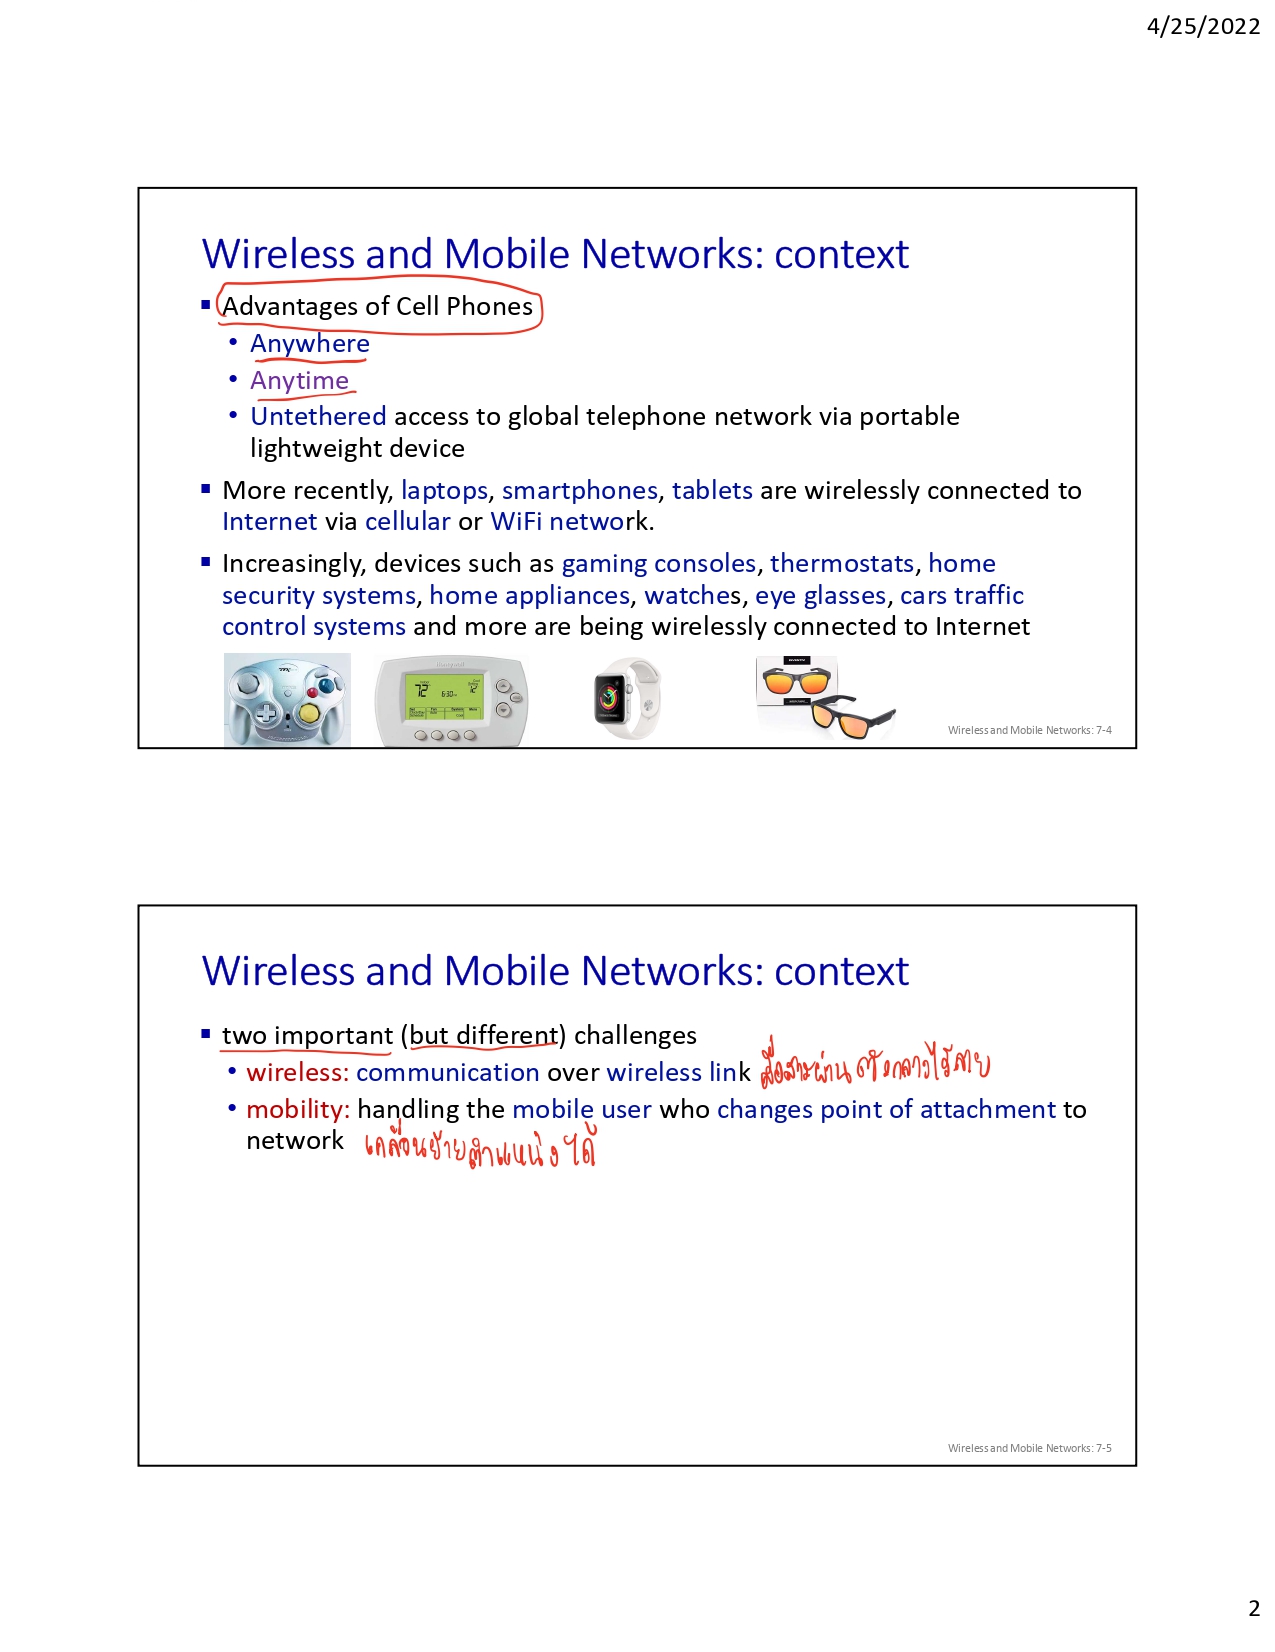 4/25/2022
Wireless and Mobile Networks: context
▪ Advantages of Cell Phones
• Anywhere
• Anytime
• Untethered access to global telephone network via portable
lightweight device
▪ More recently, laptops, smartphones, tablets are wirelessly connected to
Internet via cellular or WiFi network.
▪ Increasingly, devices such as gaming consoles, thermostats, home
security systems, home appliances, watches, eye glasses, cars traffic
control systems and more are being wirelessly connected to Internet
Honeywell
72 6:30 72
Wireless and Mobile Networks: 7-4
Wireless and Mobile Networks: context
▪ two important (but different) challenges
• wireless: communication over wireless link สื่อสารผ่านตัวกลางไร้สาย
• mobility: handling the mobile user who changes point of attachment to
network เคลื่อนย้ายตำแหน่งได้
Wireless and Mobile Networks: 7-5
2